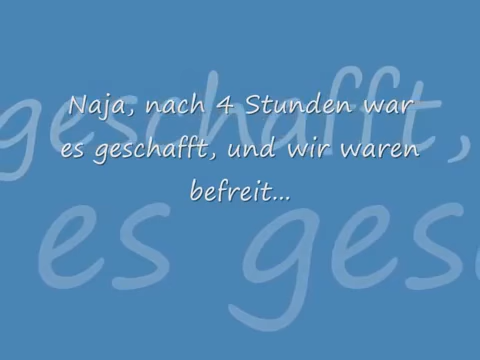 Naja, nach 4 Stunden war
es geschafft, und wir waren
befreit...
geschafft,
es ges